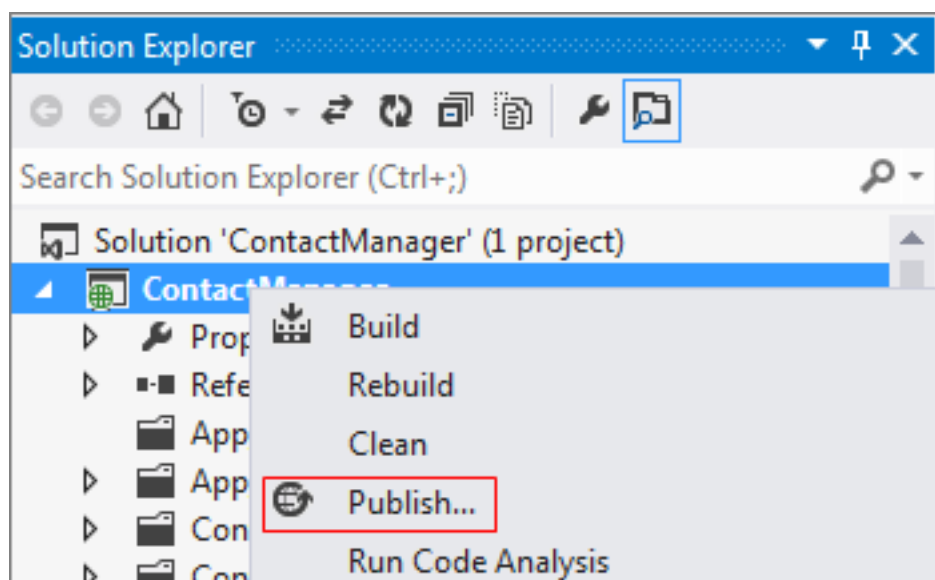 Solution Explorer
Search Solution Explorer (Ctrl+;)
Solution 'ContactManager' (1 project)
Build
Rebuild
Clean
Publish...
Run Code Analysis